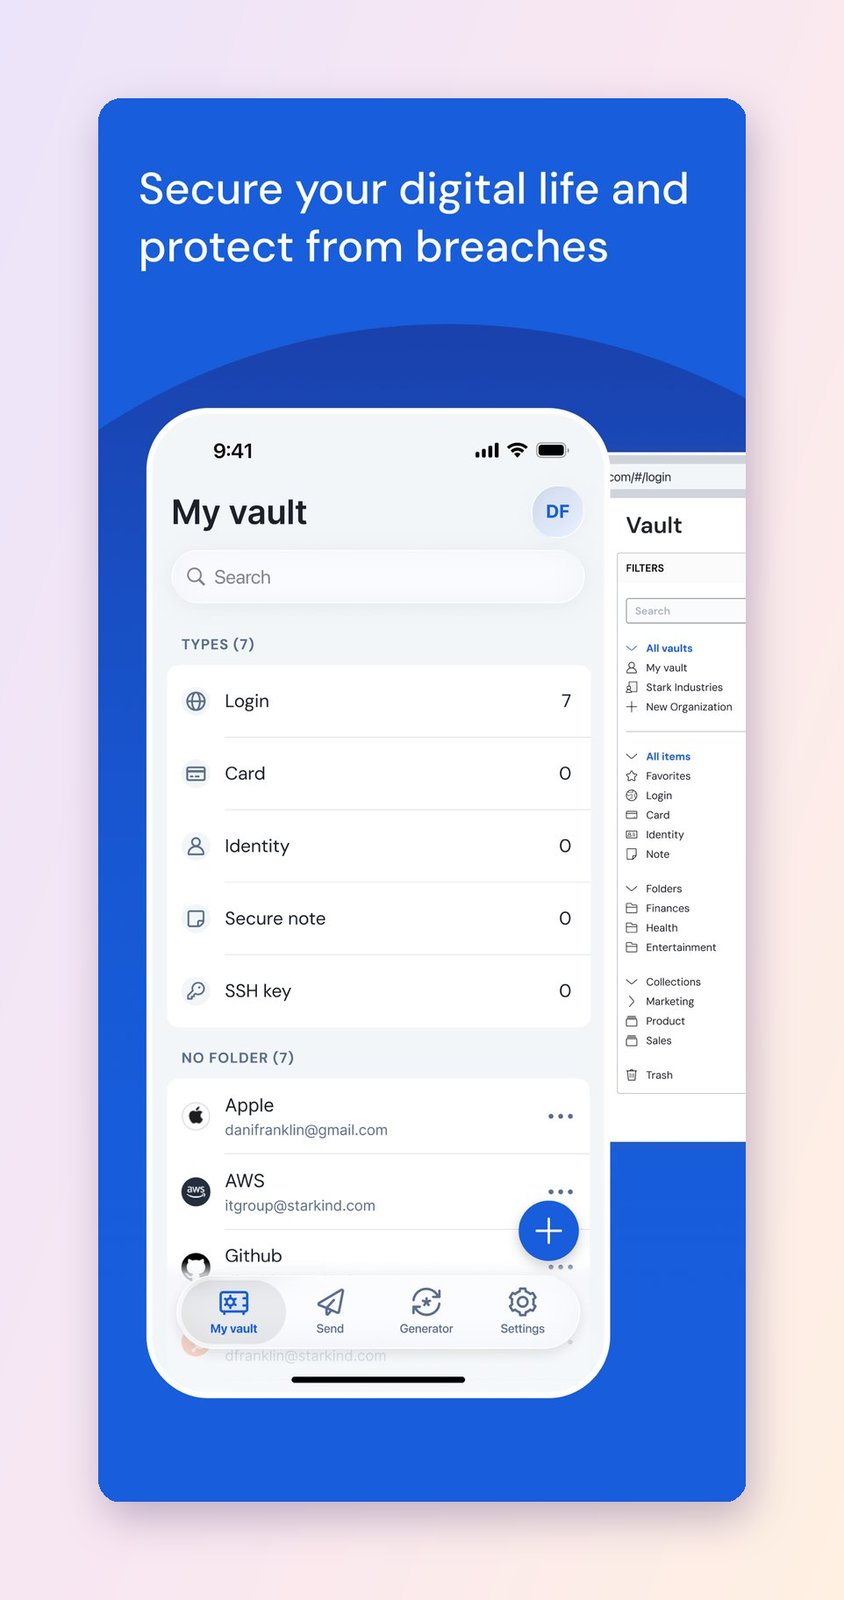 Secure your digital life and
protect from breaches
9:41
My vault
DF
Search
TYPES (7)
Login 7
Card 0
Identity 0
Secure note 0
SSH key 0
NO FOLDER (7)
Apple
danifranklin@gmail.com
aws
AWS
itgroup@starkind.com
Github
My vault
Send
Generator
Settings
dfranklin@starkind.com
com/#/login
Vault
FILTERS
Search
All vaults
My vault
Stark Industries
New Organization
All items
Favorites
Login
Card
Identity
Note
Folders
Finances
Health
Entertainment
Collections
Marketing
Product
Sales
Trash